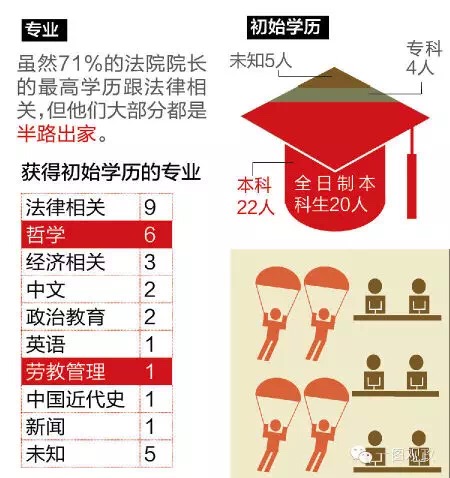 专业
虽然71%的法院院长
的最高学历跟法律相
关,但他们大部分都是
半路出家。
获得初始学历的专业
法律相关 9
哲学 6
经济相关 3
中文 2
政治教育 2
英语 1
劳教管理 1
中国近代史 1
新闻 1
未知 5
初始学历
未知5人
专科
4人
本科
22人
全日制本
科生20人
一图观政